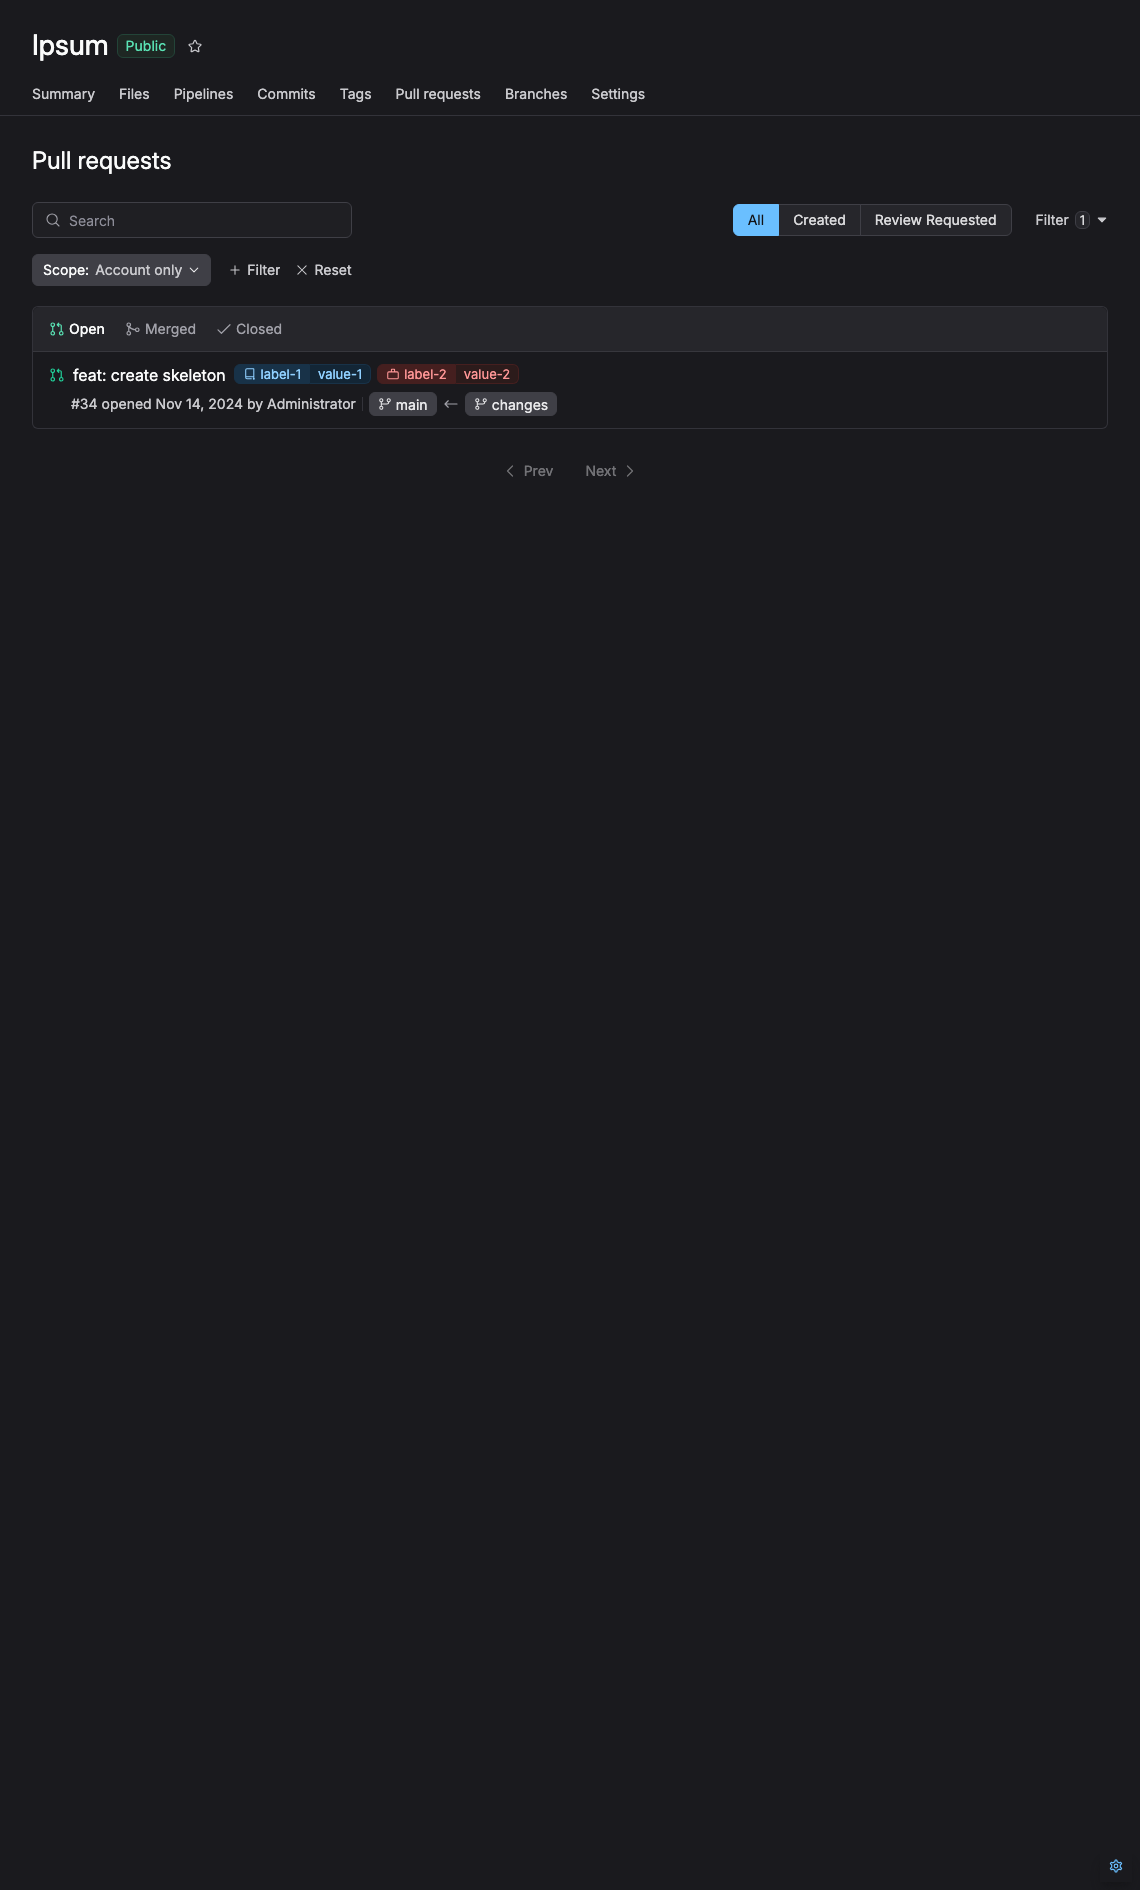 Ipsum Public
Summary Files Pipelines Commits Tags Pull requests Branches Settings
Pull requests
Search All Created Review Requested Filter 1
Scope: Account only Filter Reset
Open Merged Closed
feat: create skeleton label-1 value-1 label-2 value-2
#34 opened Nov 14, 2024 by Administrator main changes
Prev Next